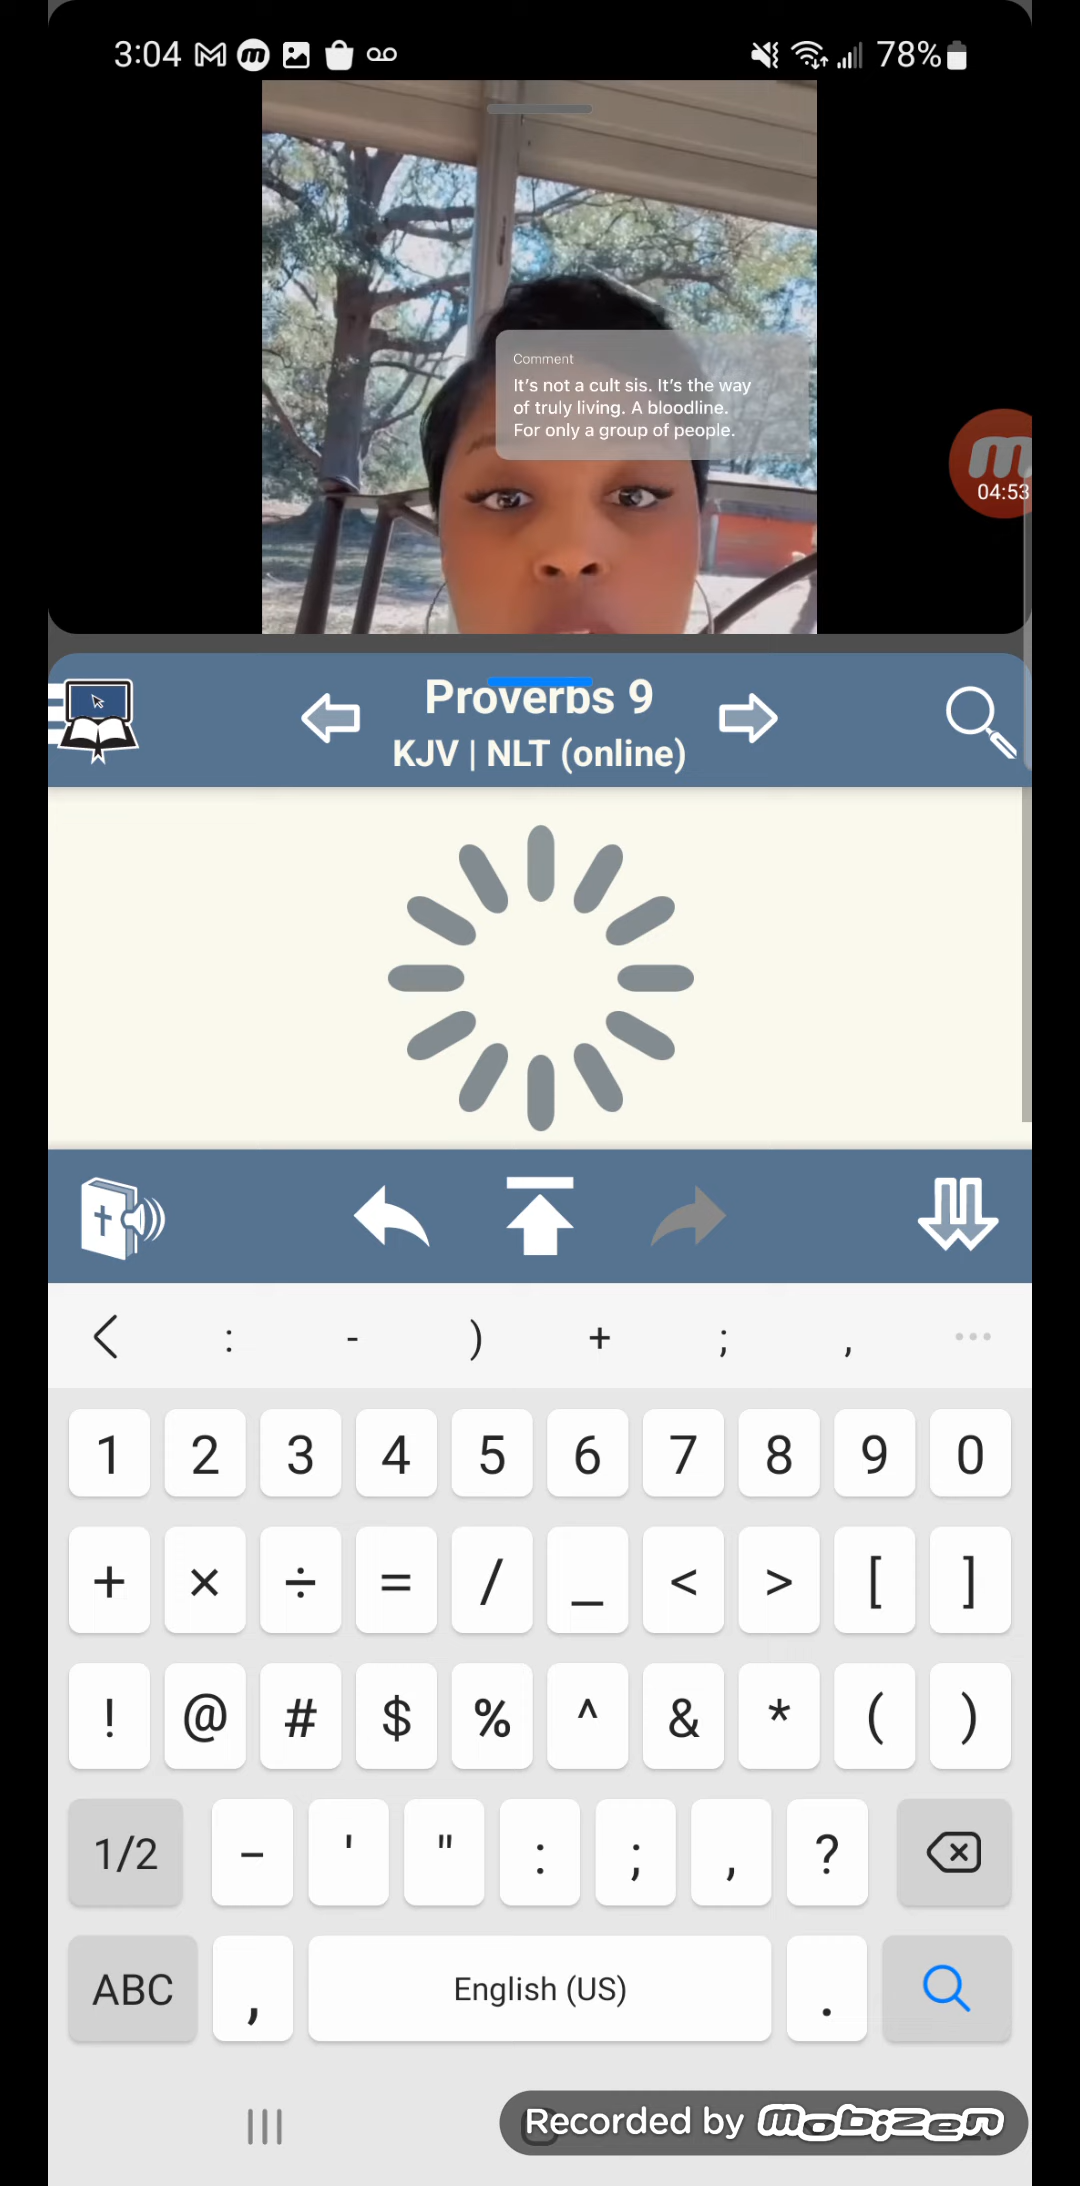 3:04
78%
Comment
It's not a cult sis. It's the way
of truly living. A bloodline.
For only a group of people.
04:53
Proverbs 9
KJV | NLT (online)
: - ) + ; ,
1 2 3 4 5 6 7 8 9 0
+ × ÷ = / _ < > [ ]
! @ # $ % ^ & * ( )
1/2 - ' " : ; , ?
ABC , English (US) .
Recorded by mobizen